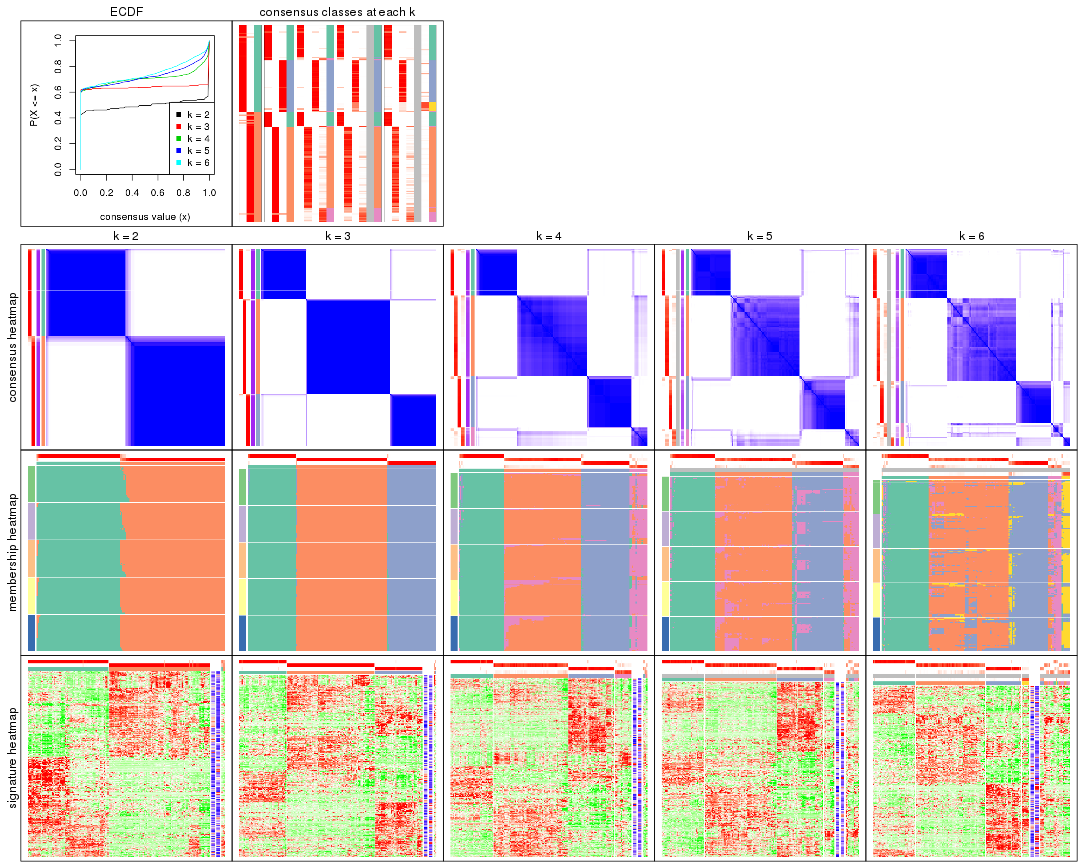 ECDF
consensus classes at each k
P(X <= x)
0.0 0.2 0.4 0.6 0.8 1.0
k = 2
k = 3
k = 4
k = 5
k = 6
0.0 0.2 0.4 0.6 0.8 1.0
consensus value (x)
k = 2
k = 3
k = 4
k = 5
k = 6
consensus heatmap
membership heatmap
signature heatmap